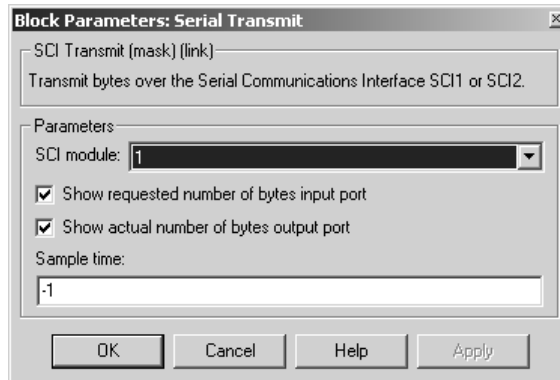 Block Parameters: Serial Transmit
SCI Transmit (mask) (link)
Transmit bytes over the Serial Communications Interface SCI1 or SCI2.
Parameters
SCI module: 1
Show requested number of bytes input port
Show actual number of bytes output port
Sample time:
-1
OK Cancel Help Apply